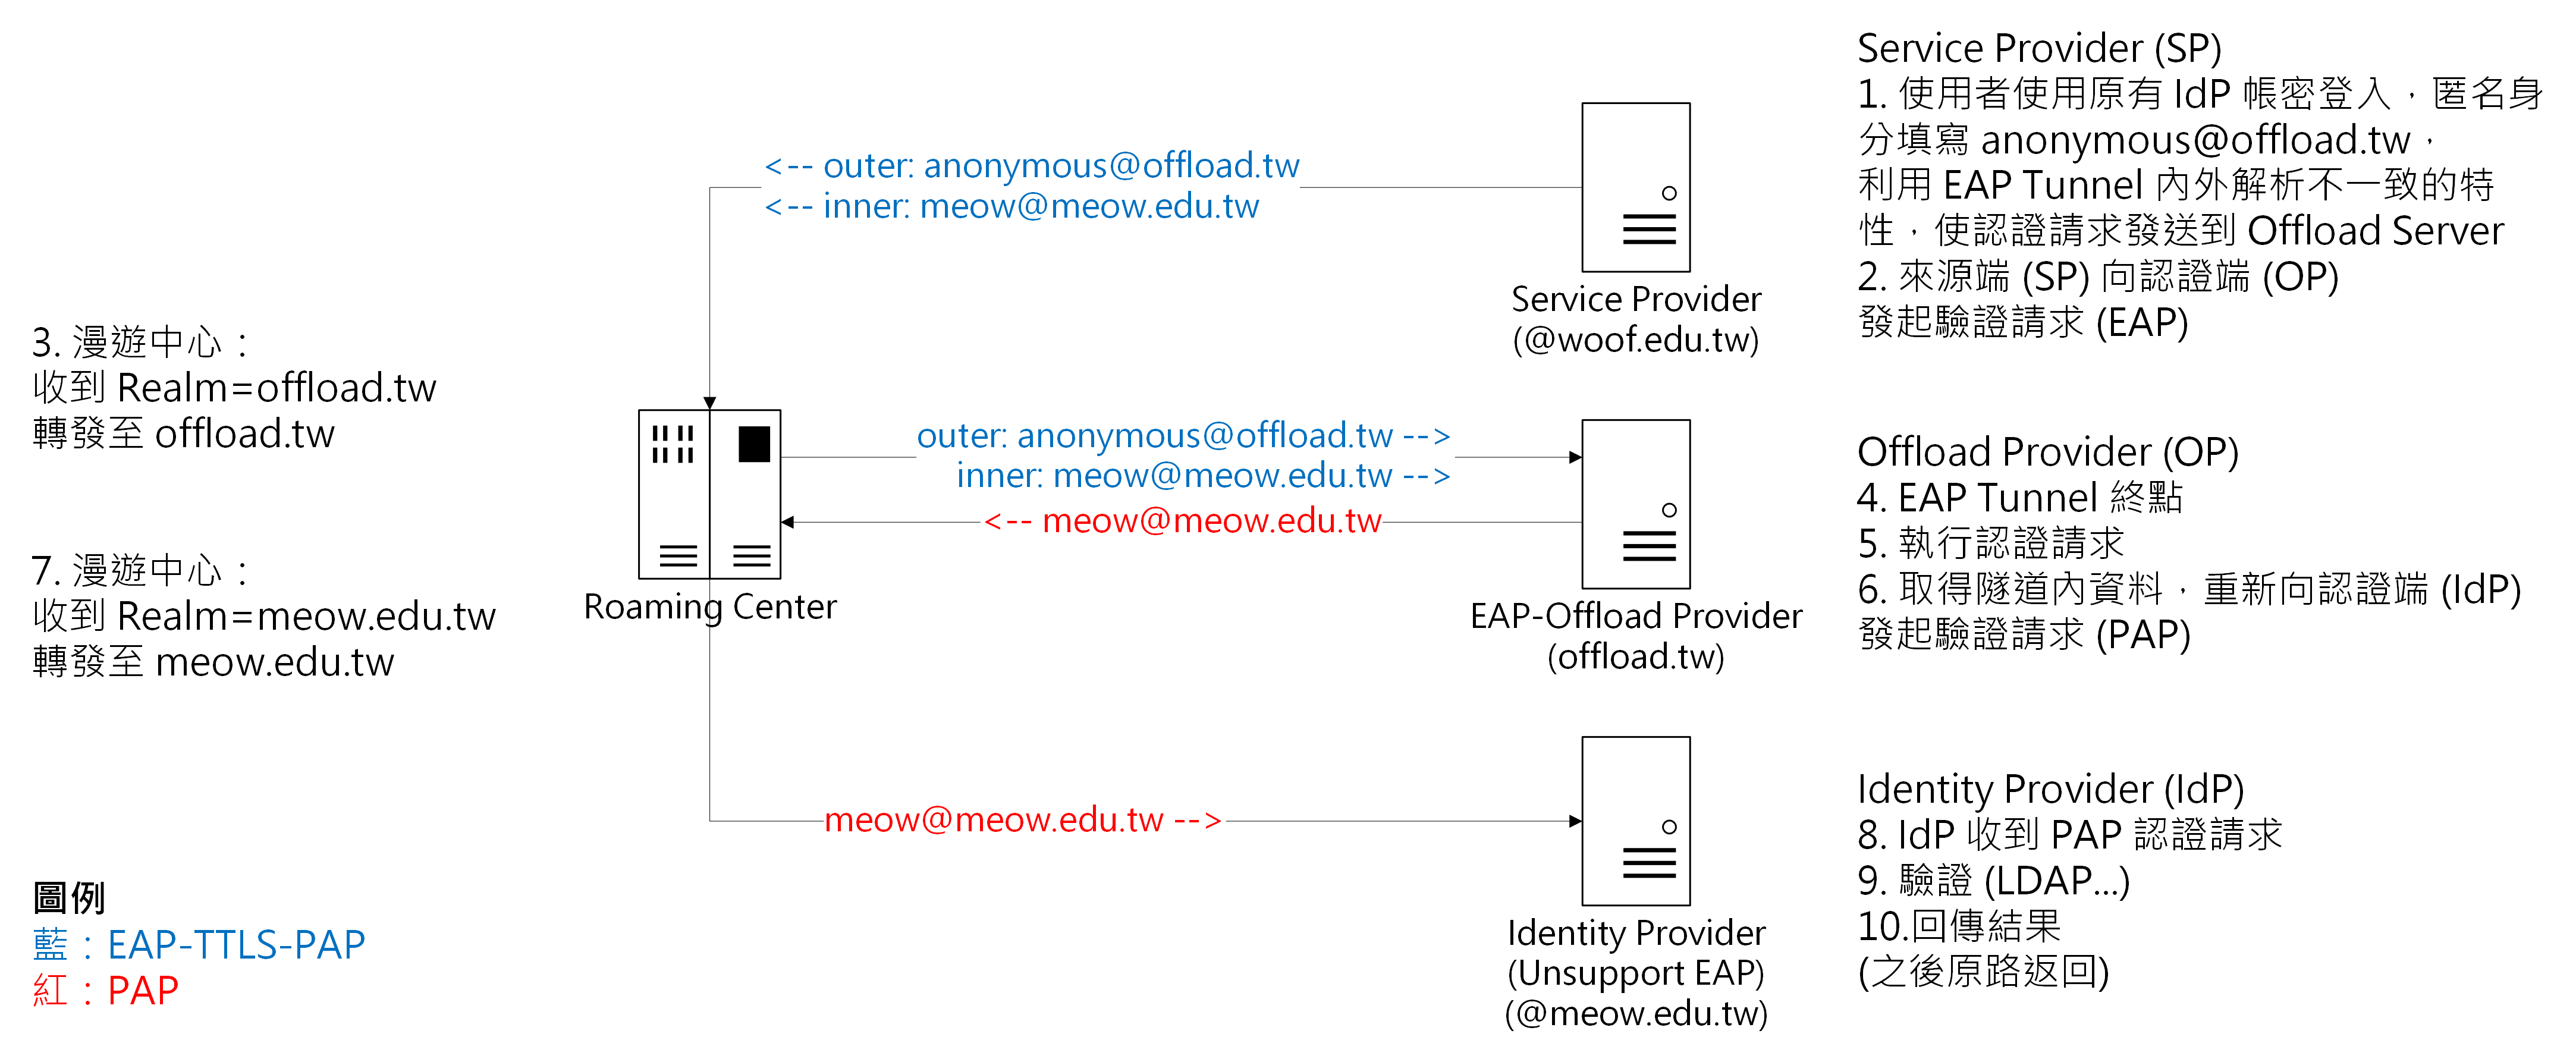 Service Provider (SP)
1. 使用者使用原有 IdP 帳密登入，匿名身
分填寫 anonymous@offload.tw，
利用 EAP Tunnel 內外解析不一致的特
性，使認證請求發送到 Offload Server
2. 來源端 (SP) 向認證端 (OP)
發起驗證請求 (EAP)
<-- outer: anonymous@offload.tw
<-- inner: meow@meow.edu.tw
Service Provider
(@woof.edu.tw)
3. 漫遊中心：
收到 Realm=offload.tw
轉發至 offload.tw
outer: anonymous@offload.tw -->
inner: meow@meow.edu.tw -->
<-- meow@meow.edu.tw
Roaming Center
EAP-Offload Provider
(offload.tw)
Offload Provider (OP)
4. EAP Tunnel 終點
5. 執行認證請求
6. 取得隧道內資料，重新向認證端 (IdP)
發起驗證請求 (PAP)
7. 漫遊中心：
收到 Realm=meow.edu.tw
轉發至 meow.edu.tw
meow@meow.edu.tw -->
Identity Provider
(Unsupport EAP)
(@meow.edu.tw)
Identity Provider (IdP)
8. IdP 收到 PAP 認證請求
9. 驗證 (LDAP...)
10.回傳結果
(之後原路返回)
圖例
藍：EAP-TTLS-PAP
紅：PAP